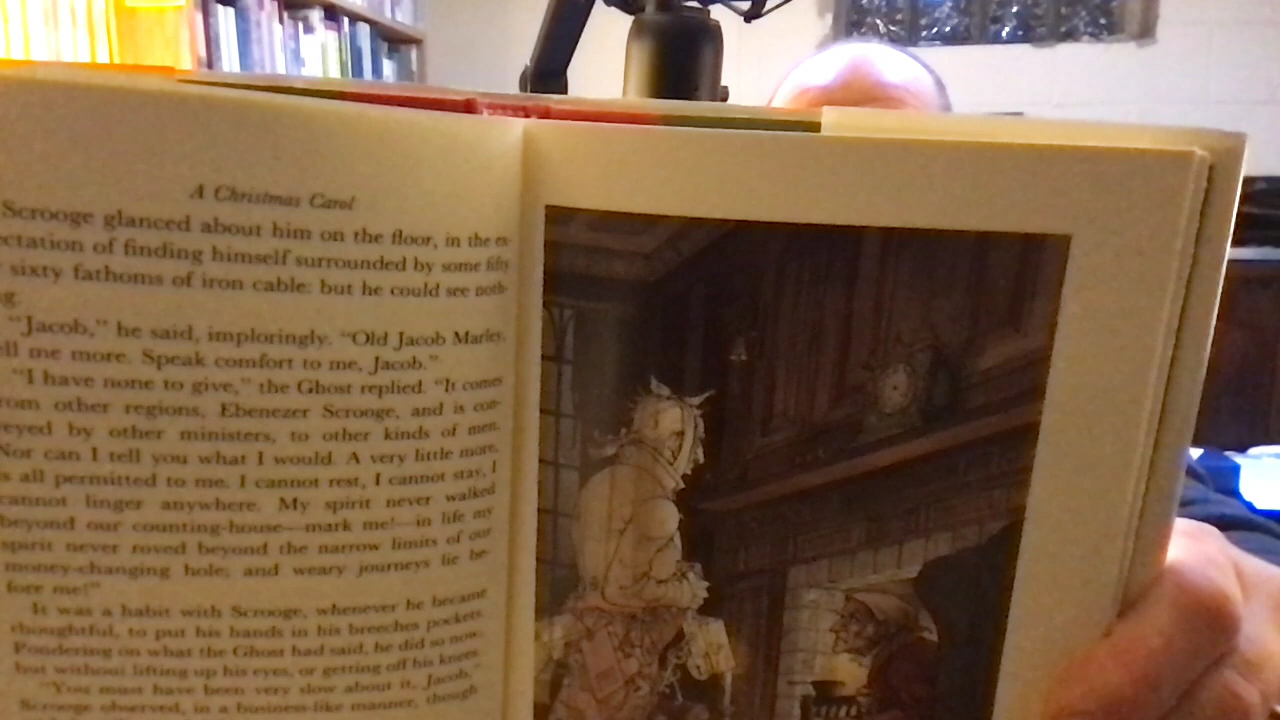 A Christmas Carol
Scrooge glanced about him on the floor, in the ex-
ectation of finding himself surrounded by some fifty
sixty fathoms of iron cable: but he could see noth-
g.
"Jacob," he said, imploringly. "Old Jacob Marley,
ell me more. Speak comfort to me, Jacob."
"I have none to give," the Ghost replied. "It comes
rom other regions, Ebenezer Scrooge, and is con-
veyed by other ministers, to other kinds of men.
Nor can I tell you what I would. A very little more,
is all permitted to me. I cannot rest, I cannot stay, I
cannot linger anywhere. My spirit never walked
beyond our counting-house—mark me!—in life my
spirit never roved beyond the narrow limits of our
money-changing hole; and weary journeys lie be-
fore me!"
It was a habit with Scrooge, whenever he became
thoughtful, to put his hands in his breeches pockets.
Pondering on what the Ghost had said, he did so now,
but without lifting up his eyes, or getting off his knees.
"You must have been very slow about it, Jacob,"
Scrooge observed, in a business-like manner, though